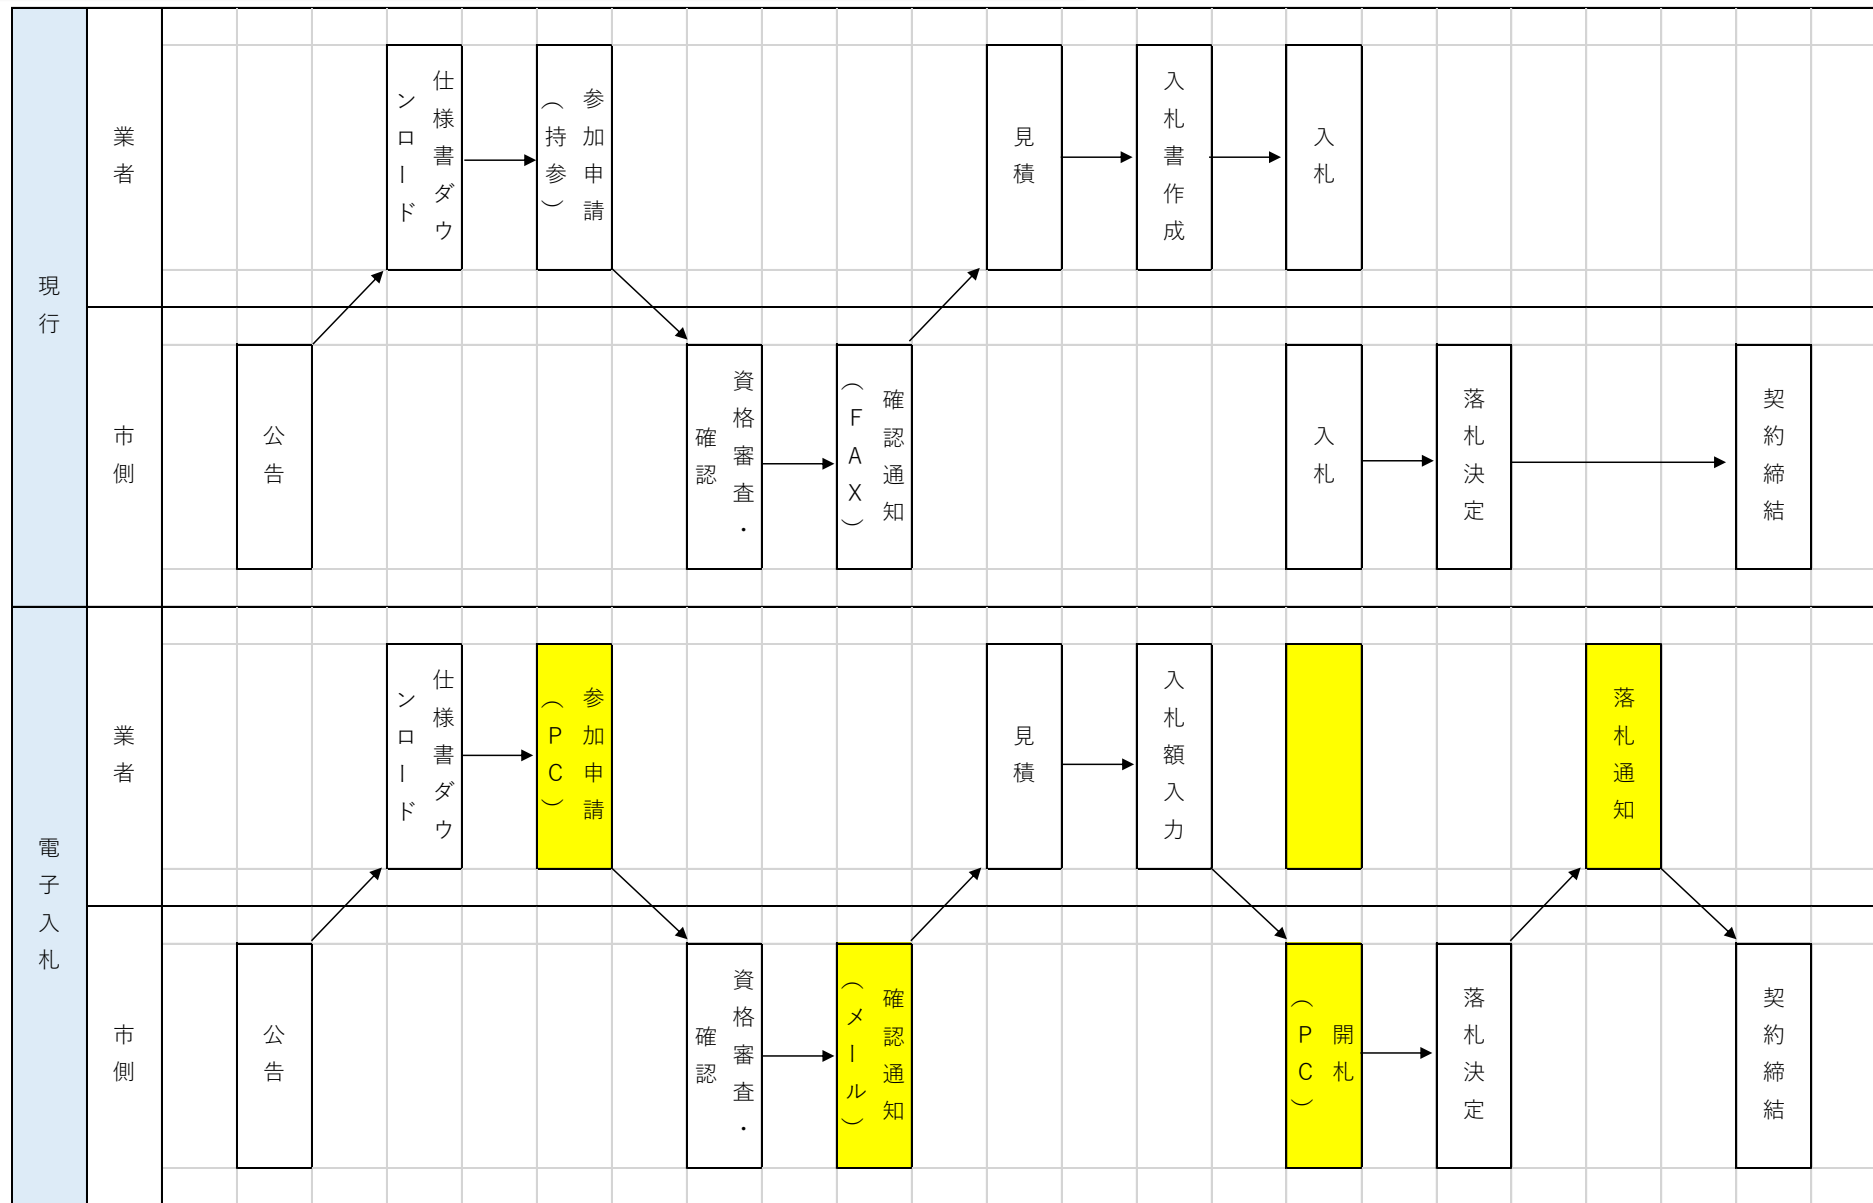 現行
業者
仕様書ダウ
ンロード
参加申請
（持参）
見積
入札書作成
入札
市側
公告
資格審査・
確認
確認通知
（ＦＡＸ）
入札
落札決定
契約締結
電子入札
業者
仕様書ダウ
ンロード
参加申請
（ＰＣ）
見積
入札額入力
落札通知
市側
公告
資格審査・
確認
確認通知
（メール）
開札
（ＰＣ）
落札決定
契約締結